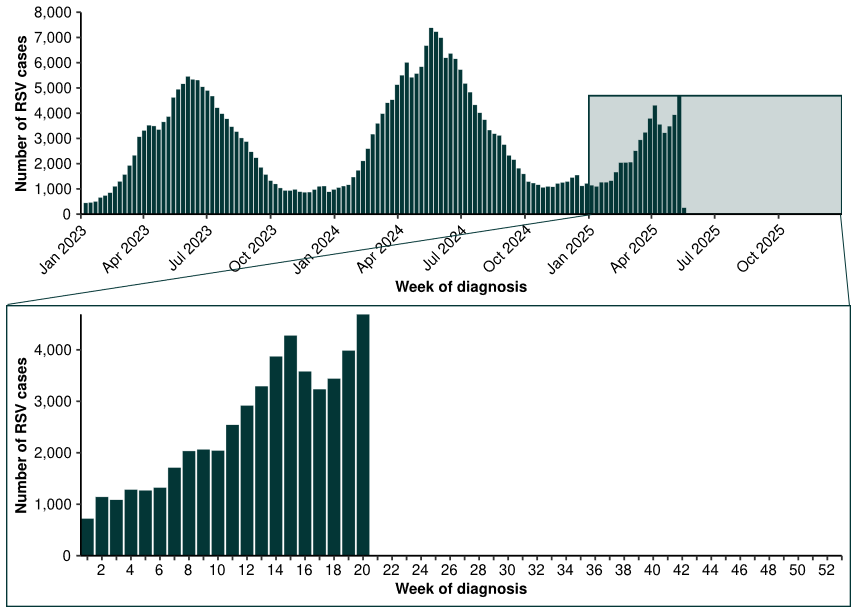 Number of RSV cases
8,000
7,000
6,000
5,000
4,000
3,000
2,000
1,000
0
Jan 2023
Apr 2023
Jul 2023
Oct 2023
Jan 2024
Apr 2024
Jul 2024
Oct 2024
Jan 2025
Apr 2025
Jul 2025
Oct 2025
Week of diagnosis
Number of RSV cases
4,000
3,000
2,000
1,000
0
2 4 6 8 10 12 14 16 18 20 22 24 26 28 30 32 34 36 38 40 42 44 46 48 50 52
Week of diagnosis